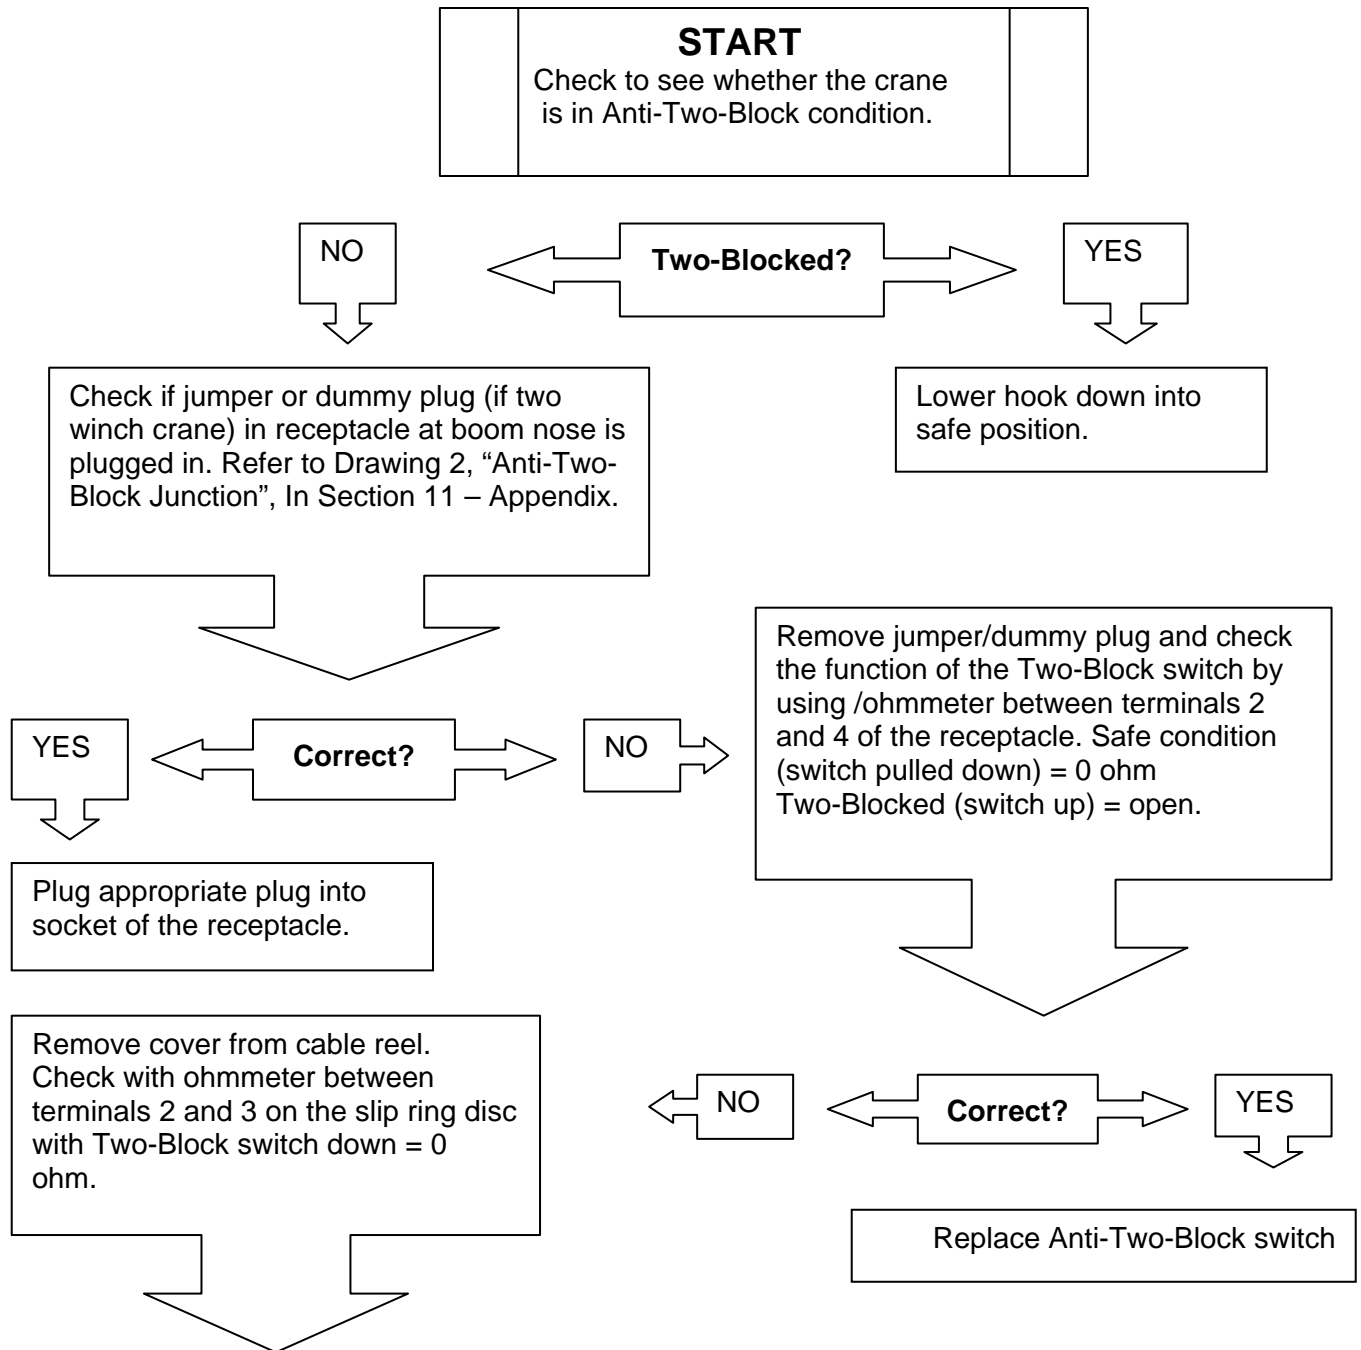 START
Check to see whether the crane
is in Anti-Two-Block condition.
NO
Two-Blocked?
YES
Check if jumper or dummy plug (if two
winch crane) in receptacle at boom nose is
plugged in. Refer to Drawing 2, “Anti-Two-
Block Junction”, In Section 11 – Appendix.
Lower hook down into
safe position.
YES
Correct?
NO
Remove jumper/dummy plug and check
the function of the Two-Block switch by
using /ohmmeter between terminals 2
and 4 of the receptacle. Safe condition
(switch pulled down) = 0 ohm
Two-Blocked (switch up) = open.
Plug appropriate plug into
socket of the receptacle.
Remove cover from cable reel.
Check with ohmmeter between
terminals 2 and 3 on the slip ring disc
with Two-Block switch down = 0
ohm.
NO
Correct?
YES
Replace Anti-Two-Block switch